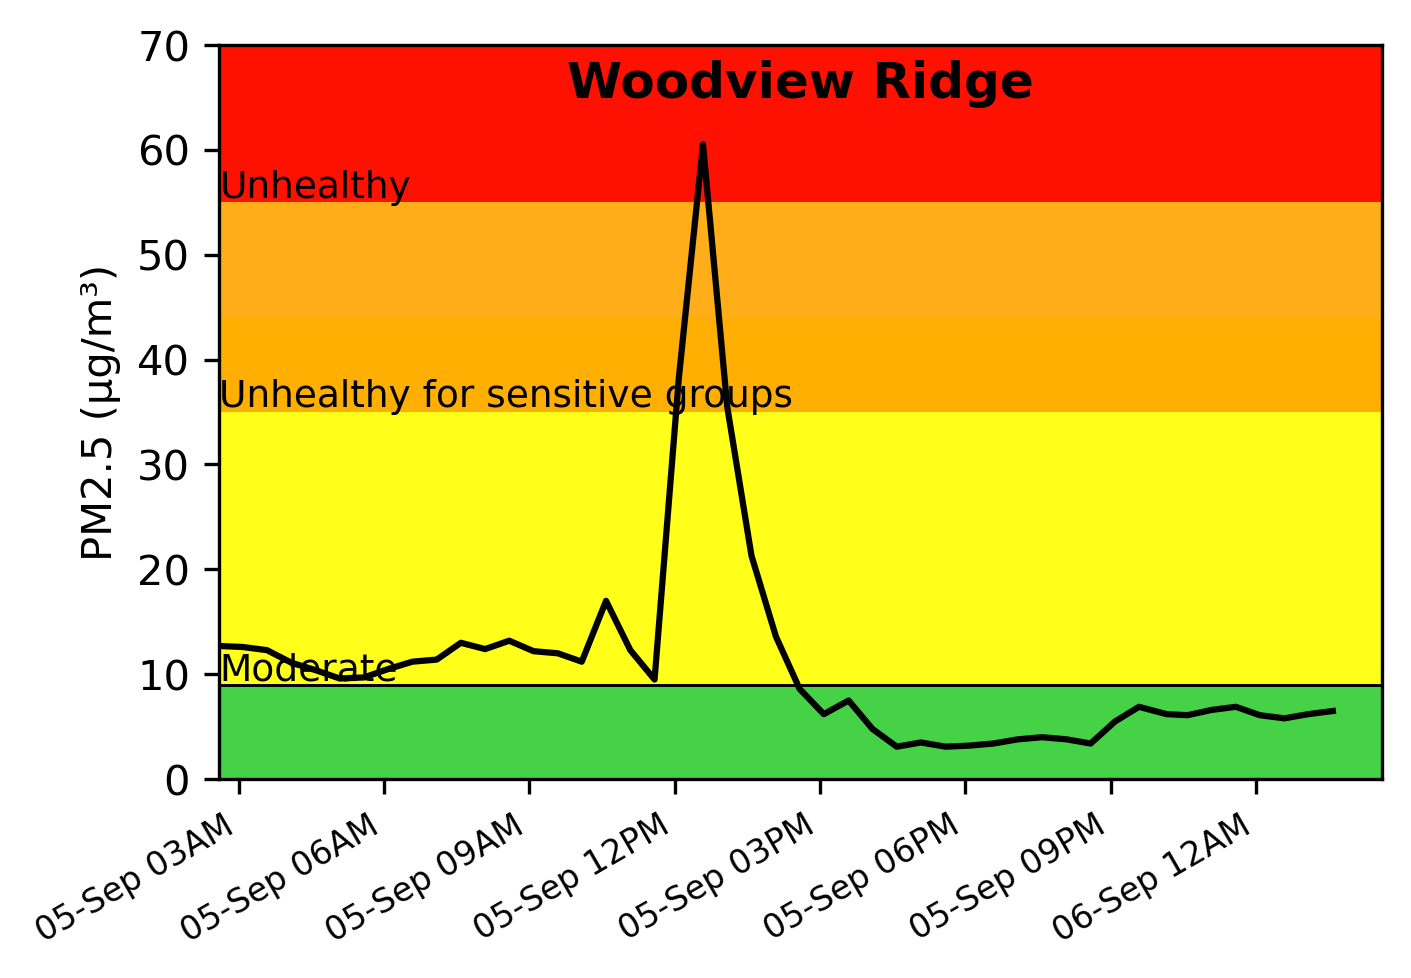 Woodview Ridge
70
60
50
40
30
20
10
0
PM2.5 (µg/m³)
Unhealthy
Unhealthy for sensitive groups
Moderate
05-Sep 03AM
05-Sep 06AM
05-Sep 09AM
05-Sep 12PM
05-Sep 03PM
05-Sep 06PM
05-Sep 09PM
06-Sep 12AM